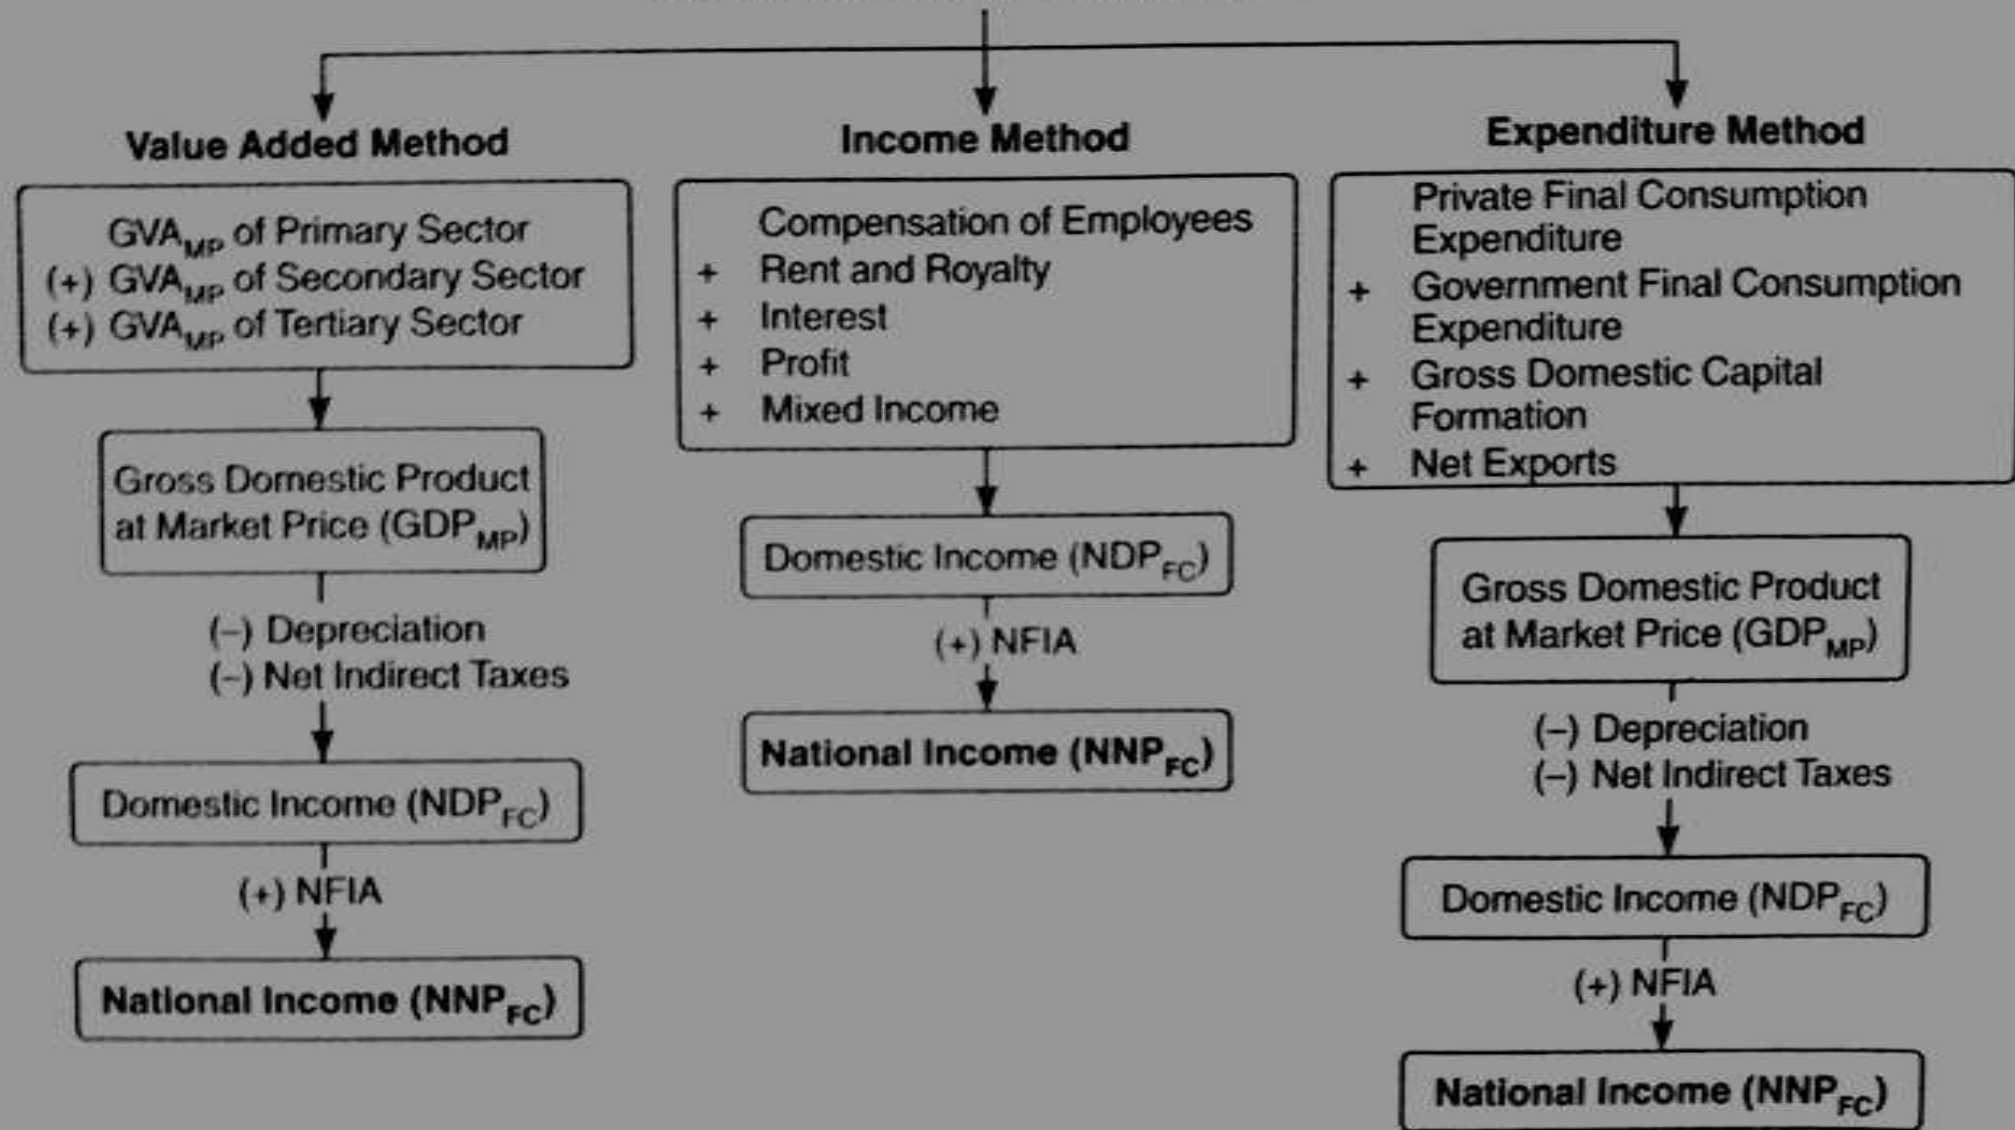 Value Added Method
GVAMP of Primary Sector
(+) GVAMP of Secondary Sector
(+) GVAMP of Tertiary Sector
Gross Domestic Product
at Market Price (GDPMP)
(–) Depreciation
(–) Net Indirect Taxes
Domestic Income (NDPFC)
(+) NFIA
National Income (NNPFC)
Income Method
Compensation of Employees
+ Rent and Royalty
+ Interest
+ Profit
+ Mixed Income
Domestic Income (NDPFC)
(+) NFIA
National Income (NNPFC)
Expenditure Method
Private Final Consumption
Expenditure
+ Government Final Consumption
Expenditure
+ Gross Domestic Capital
Formation
+ Net Exports
Gross Domestic Product
at Market Price (GDPMP)
(–) Depreciation
(–) Net Indirect Taxes
Domestic Income (NDPFC)
(+) NFIA
National Income (NNPFC)